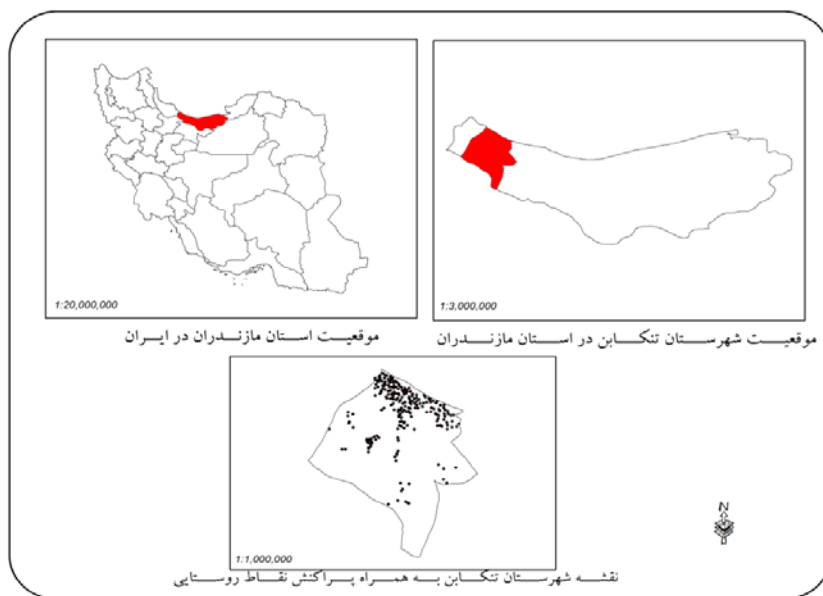 1:20,000,000
1:3,000,000
موقعیت استان مازندران در ایران
موقعیت شهرستان تنکابن در استان مازندران
1:1,000,000
N
نقشه شهرستان تنکابن به همراه پراکنش نقاط روستایی